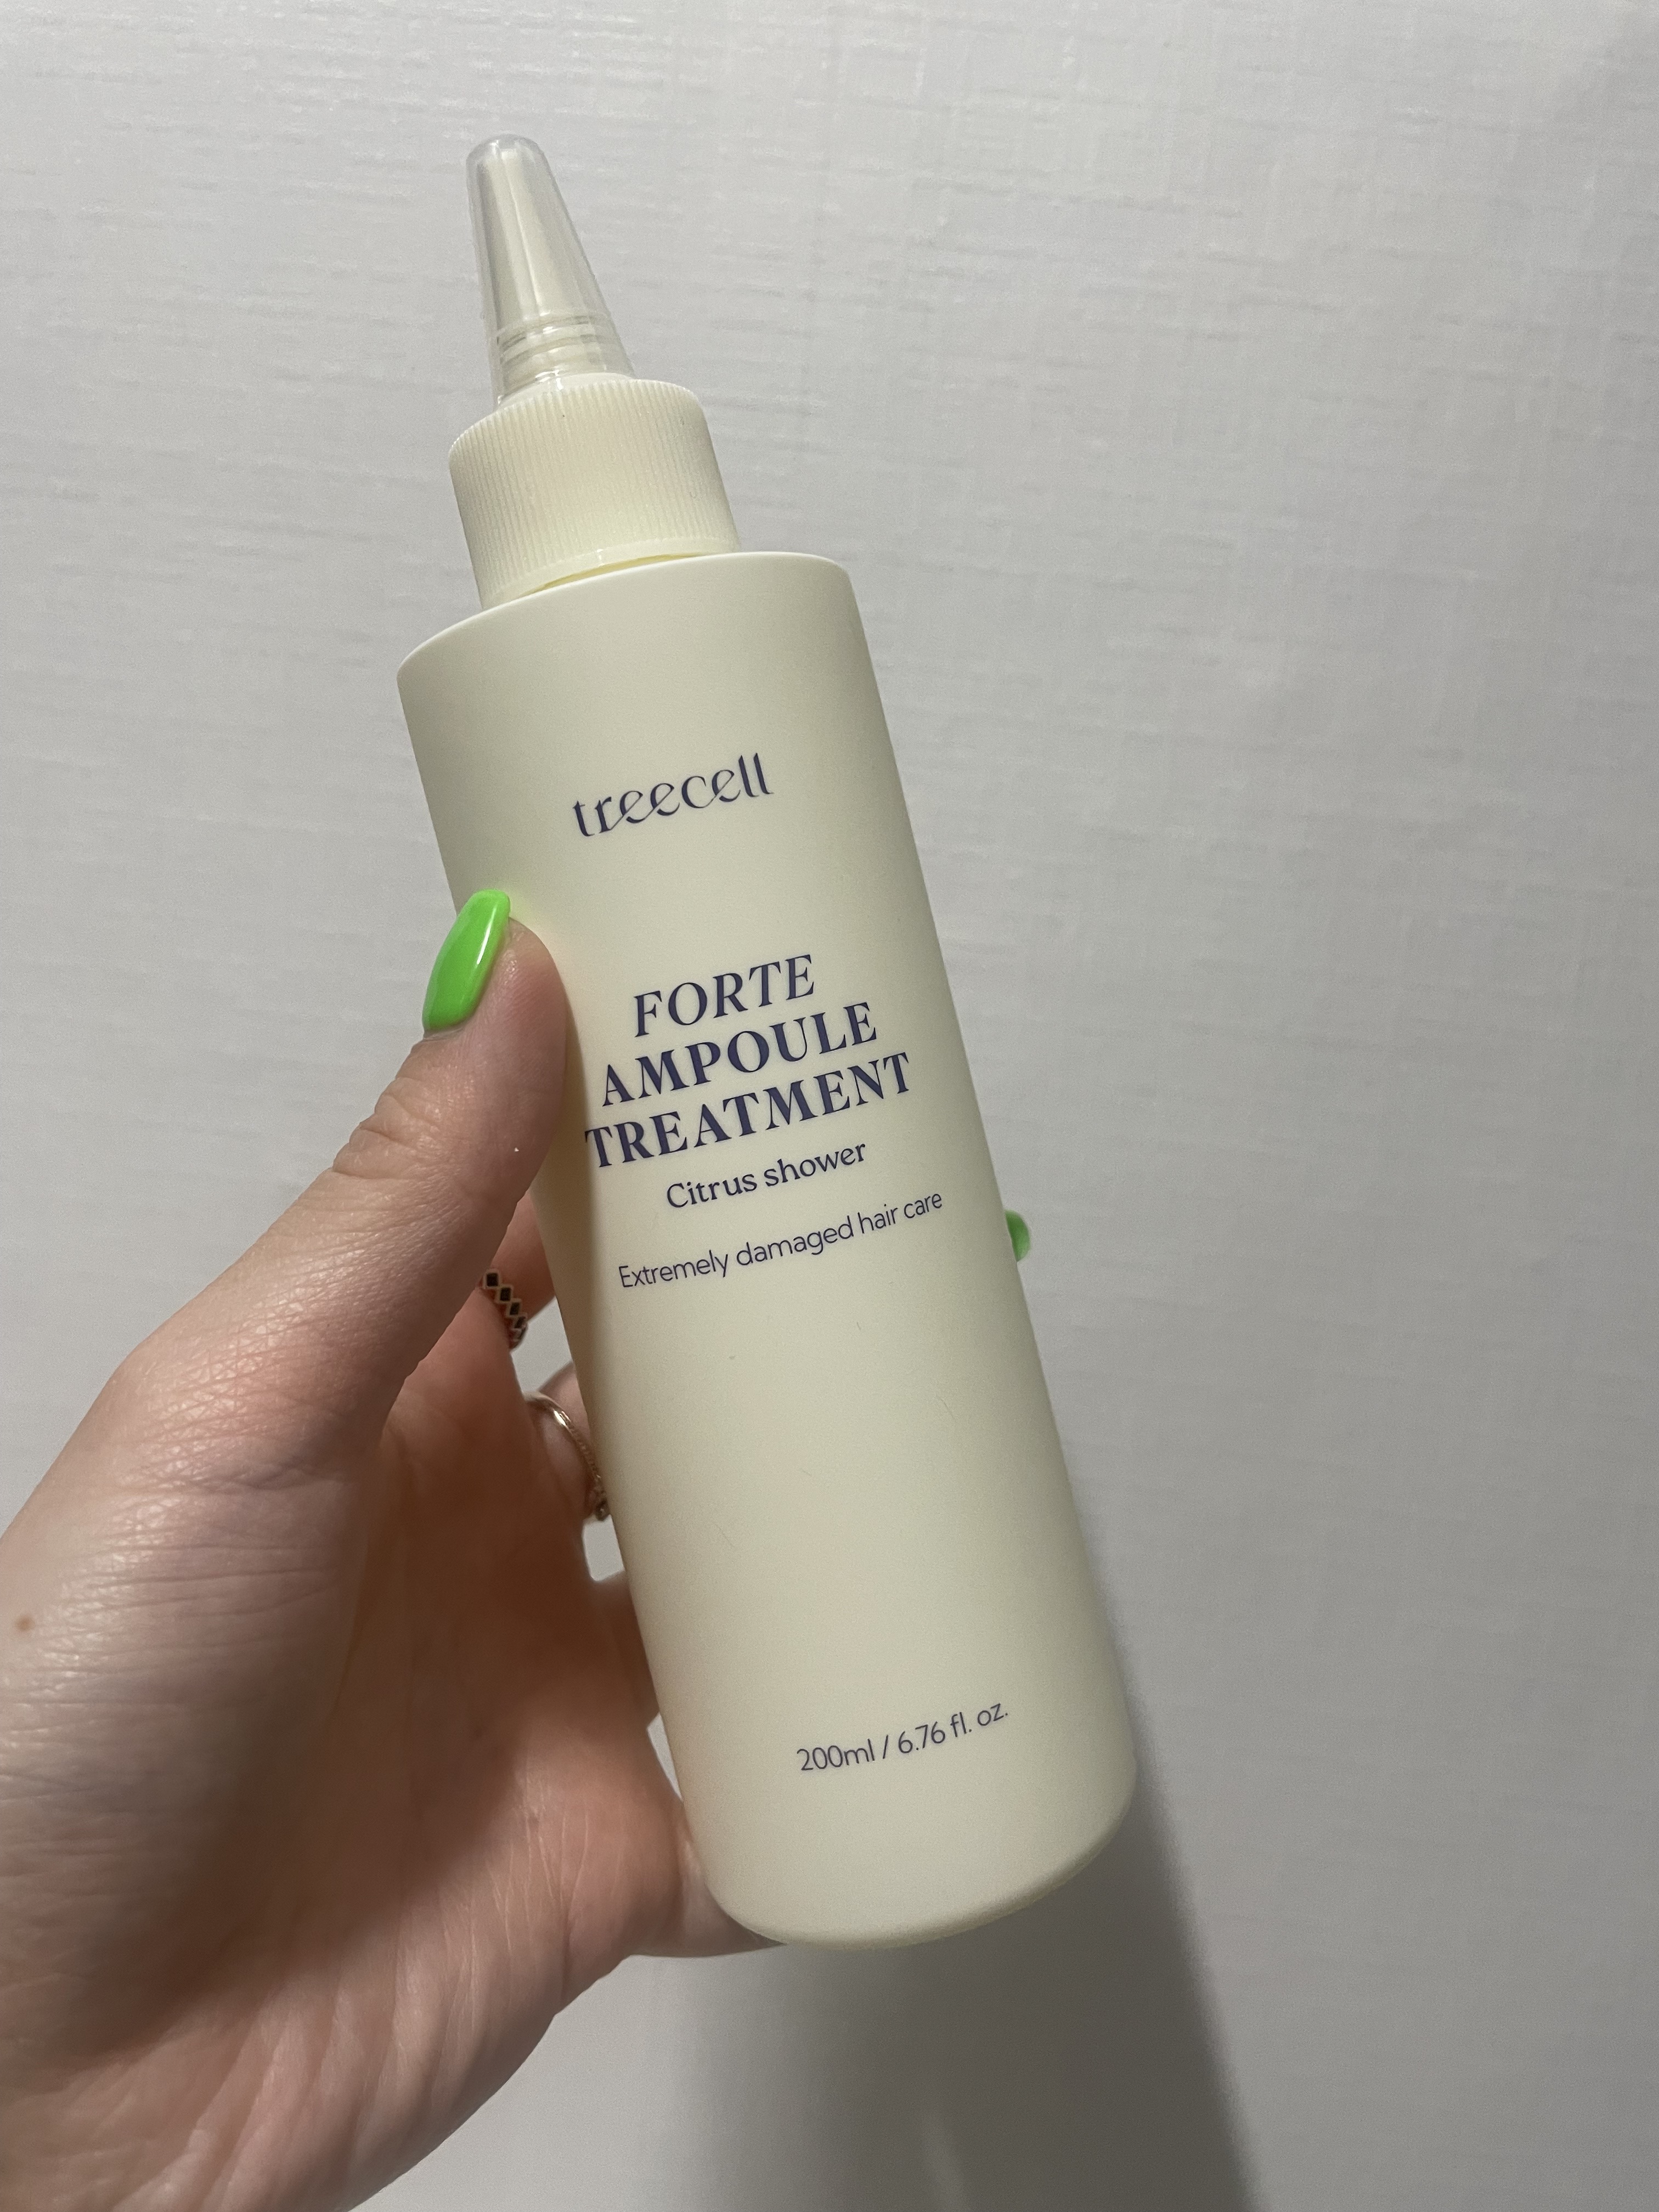 treecell
FORTE
AMPOULE
TREATMENT
Citrus shower
Extremely damaged hair care
200ml / 6.76 fl. oz.